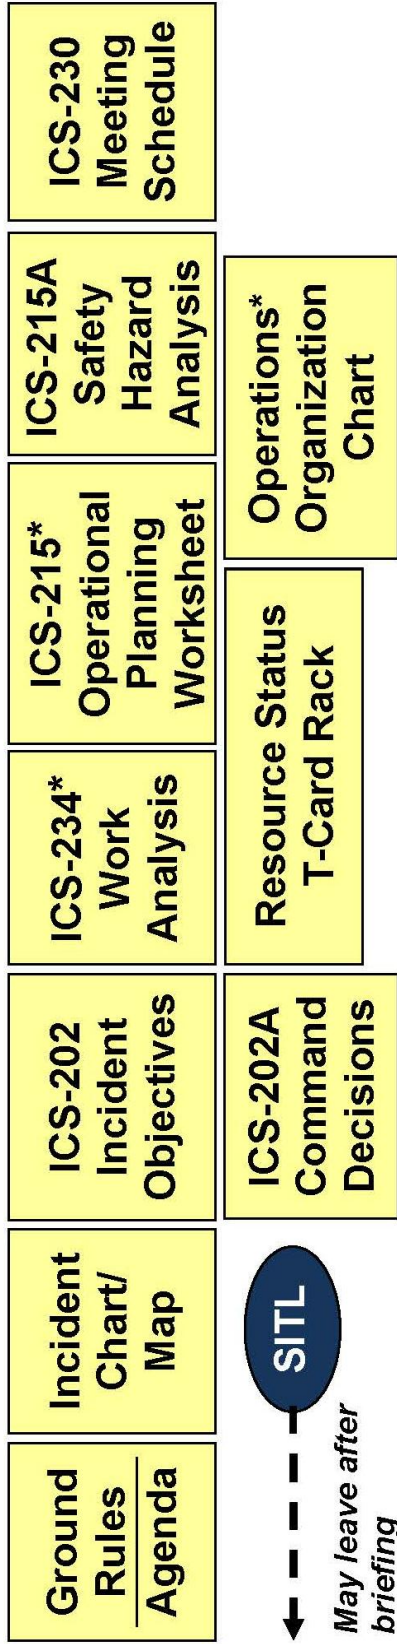 Ground
Rules
Agenda
Incident
Chart/
Map
ICS-202
Incident
Objectives
ICS-234*
Work
Analysis
ICS-215*
Operational
Planning
Worksheet
ICS-215A
Safety
Hazard
Analysis
ICS-230
Meeting
Schedule
SITL
May leave after
briefing
ICS-202A
Command
Decisions
Resource Status
T-Card Rack
Operations*
Organization
Chart